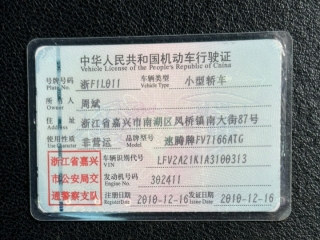 中华人民共和国机动车行驶证
Vehicle License of the People's Republic of China
号牌号码 浙F1L011 车辆类型 小型轿车
Plate No. Vehicle Type
所有人 周斌
Owner
住址 浙江省嘉兴市南湖区凤桥镇南大街87号
Address
使用性质 非营运 品牌型号 速腾牌FV7166ATG
Use Character Model
浙江省嘉兴
市公安局交
通警察支队
车辆识别代号 LFV2A21K1A3100313
VIN
发动机号码 302411
Engine No.
注册日期 2010-12-16 发证日期 2010-12-16
Register Date Issue Date